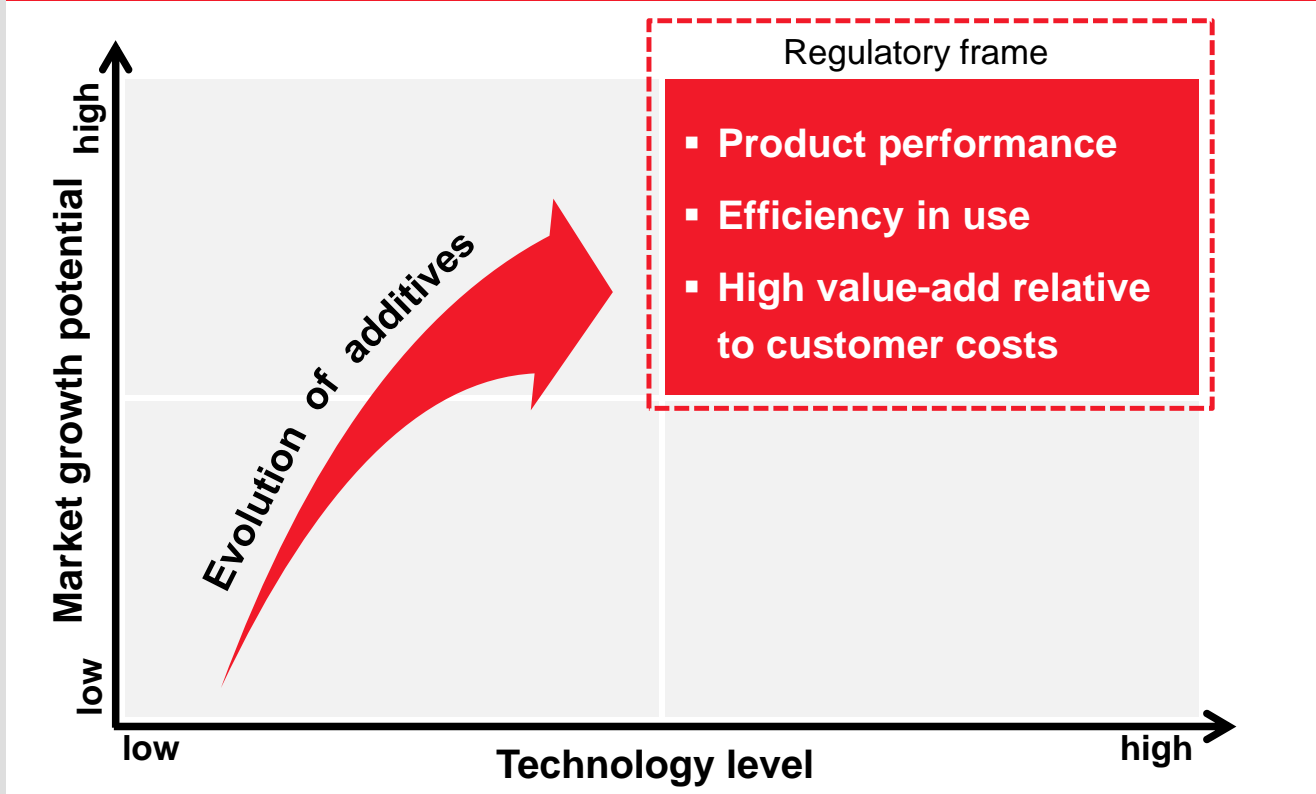 Regulatory frame
▪ Product performance
▪ Efficiency in use
▪ High value-add relative
to customer costs
Evolution of additives
high
Market growth potential
low
low
Technology level
high